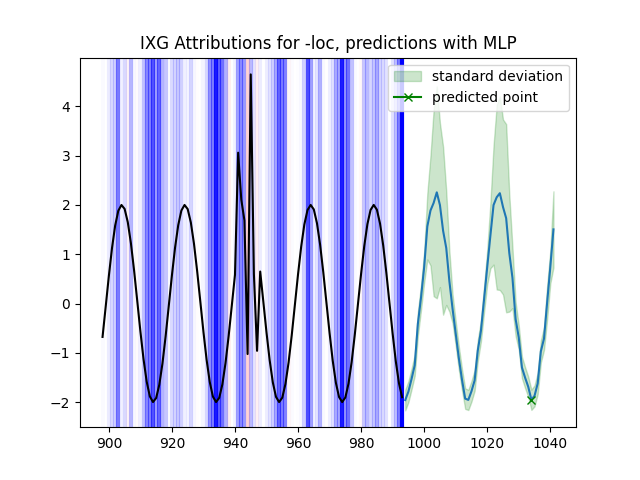 IXG Attributions for -loc, predictions with MLP
standard deviation
predicted point
4
3
2
1
0
−1
−2
900 920 940 960 980 1000 1020 1040